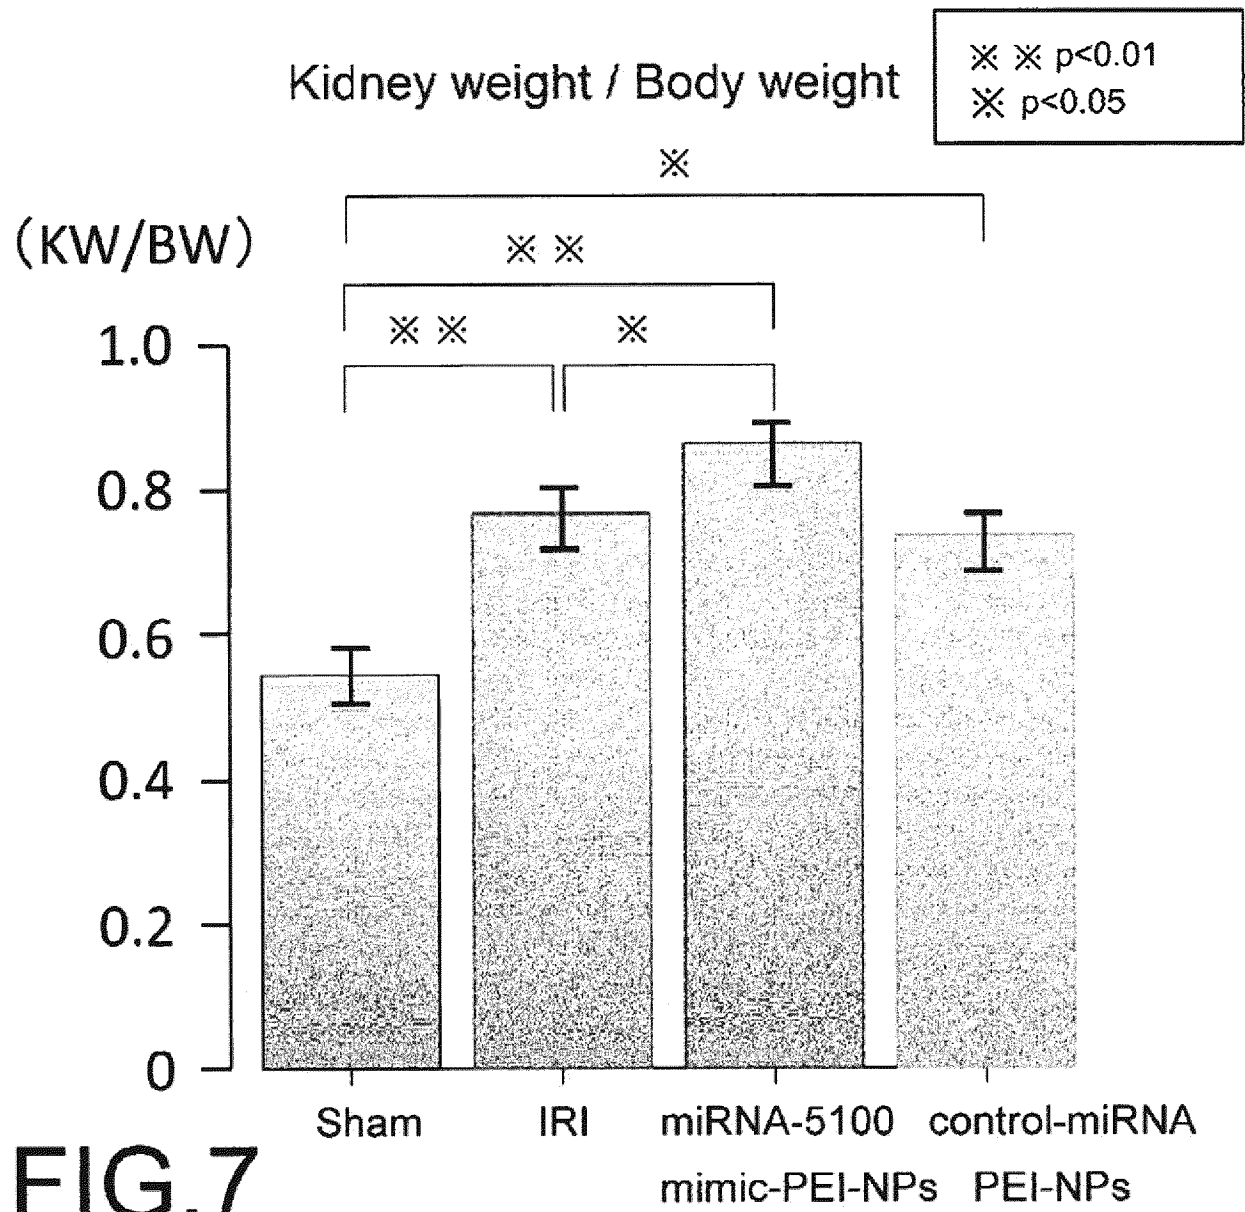 ※ ※ p<0.01
Kidney weight / Body weight
※ p<0.05
※
(KW/BW)
※ ※
※ ※
※
1.0
0.8
0.6
0.4
0.2
0
Sham
IRI
miRNA-5100
mimic-PEI-NPs
control-miRNA
PEI-NPs
FIG.7